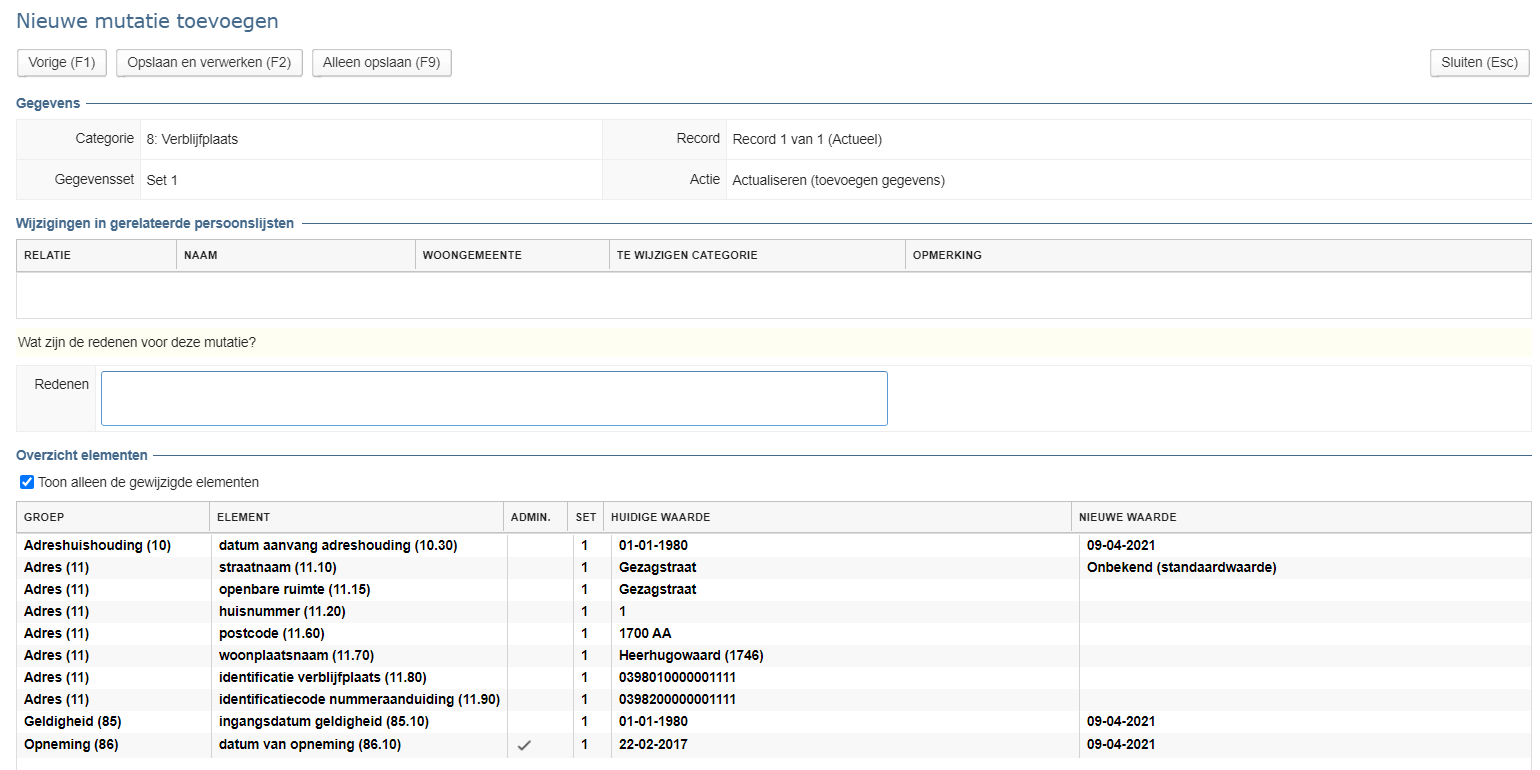 Nieuwe mutatie toevoegen
Vorige (F1) Opslaan en verwerken (F2) Alleen opslaan (F9) Sluiten (Esc)
Gegevens
Categorie 8: Verblijfplaats Record Record 1 van 1 (Actueel)
Gegevensset Set 1 Actie Actualiseren (toevoegen gegevens)
Wijzigingen in gerelateerde persoonslijsten
RELATIE NAAM WOONGEMEENTE TE WIJZIGEN CATEGORIE OPMERKING
Wat zijn de redenen voor deze mutatie?
Redenen
Overzicht elementen
Toon alleen de gewijzigde elementen
GROEP ELEMENT ADMIN. SET HUIDIGE WAARDE NIEUWE WAARDE
Adreshuishouding (10) datum aanvang adreshouding (10.30) 1 01-01-1980 09-04-2021
Adres (11) straatnaam (11.10) 1 Gezagstraat Onbekend (standaardwaarde)
Adres (11) openbare ruimte (11.15) 1 Gezagstraat
Adres (11) huisnummer (11.20) 1 1
Adres (11) postcode (11.60) 1 1700 AA
Adres (11) woonplaatsnaam (11.70) 1 Heerhugowaard (1746)
Adres (11) identificatie verblijfplaats (11.80) 1 0398010000001111
Adres (11) identificatiecode nummeraanduiding (11.90) 1 0398200000001111
Geldigheid (85) ingangsdatum geldigheid (85.10) 1 01-01-1980 09-04-2021
Opneming (86) datum van opneming (86.10) 1 22-02-2017 09-04-2021